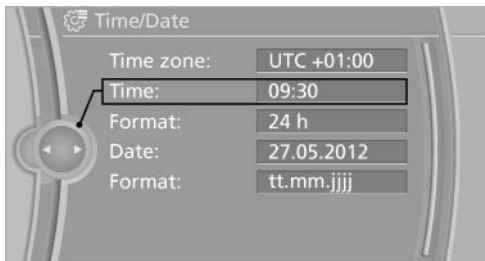 Time/Date
Time zone: UTC +01:00
Time: 09:30
Format: 24 h
Date: 27.05.2012
Format: tt.mm.jjjj